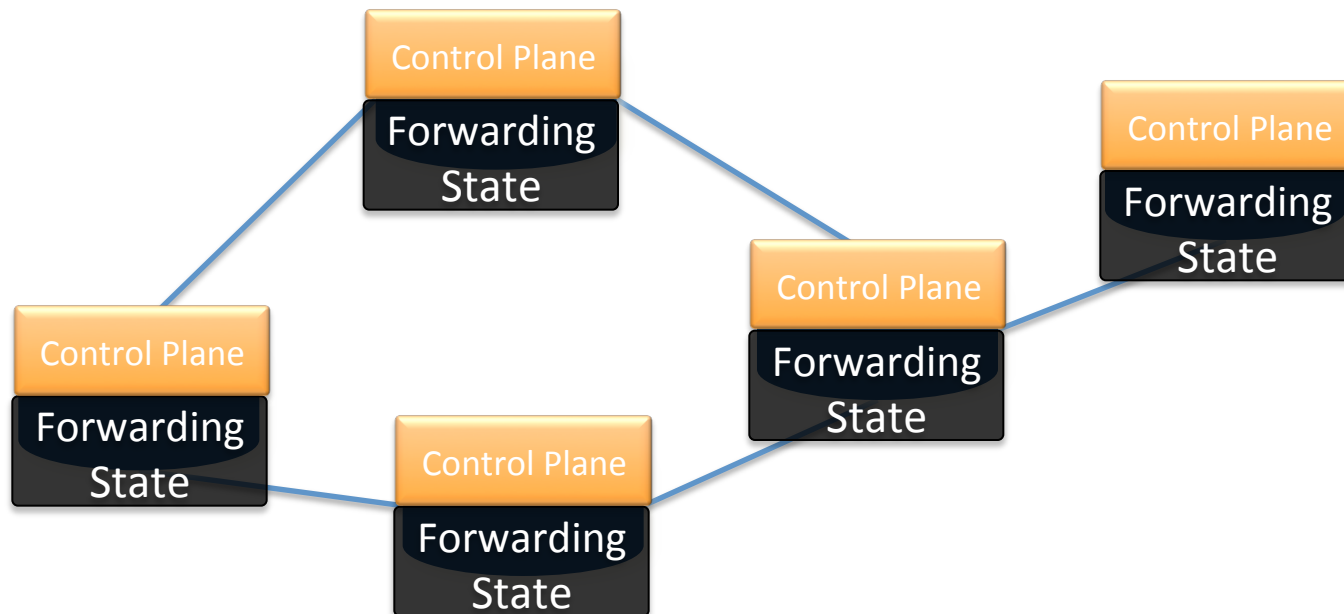 Control Plane
Forwarding
State
Control Plane
Forwarding
State
Control Plane
Forwarding
State
Control Plane
Forwarding
State
Control Plane
Forwarding
State